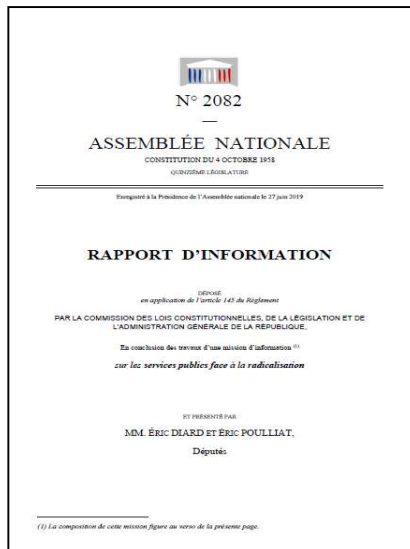 N° 2082
ASSEMBLÉE NATIONALE
CONSTITUTION DU 4 OCTOBRE 1958
QUINZIÈME LÉGISLATURE
Enregistré à la Présidence de l'Assemblée nationale le 27 juin 2019
RAPPORT D'INFORMATION
DÉPOSÉ
en application de l'article 145 du Règlement
PAR LA COMMISSION DES LOIS CONSTITUTIONNELLES, DE LA LÉGISLATION ET DE
L'ADMINISTRATION GÉNÉRALE DE LA RÉPUBLIQUE,
En conclusion des travaux d'une mission d'information (1)
sur les services publics face à la radicalisation
ET PRÉSENTÉ PAR
MM. ÉRIC DIARD ET ÉRIC POULLIAT,
Députés
(1) La composition de cette mission figure au verso de la présente page.